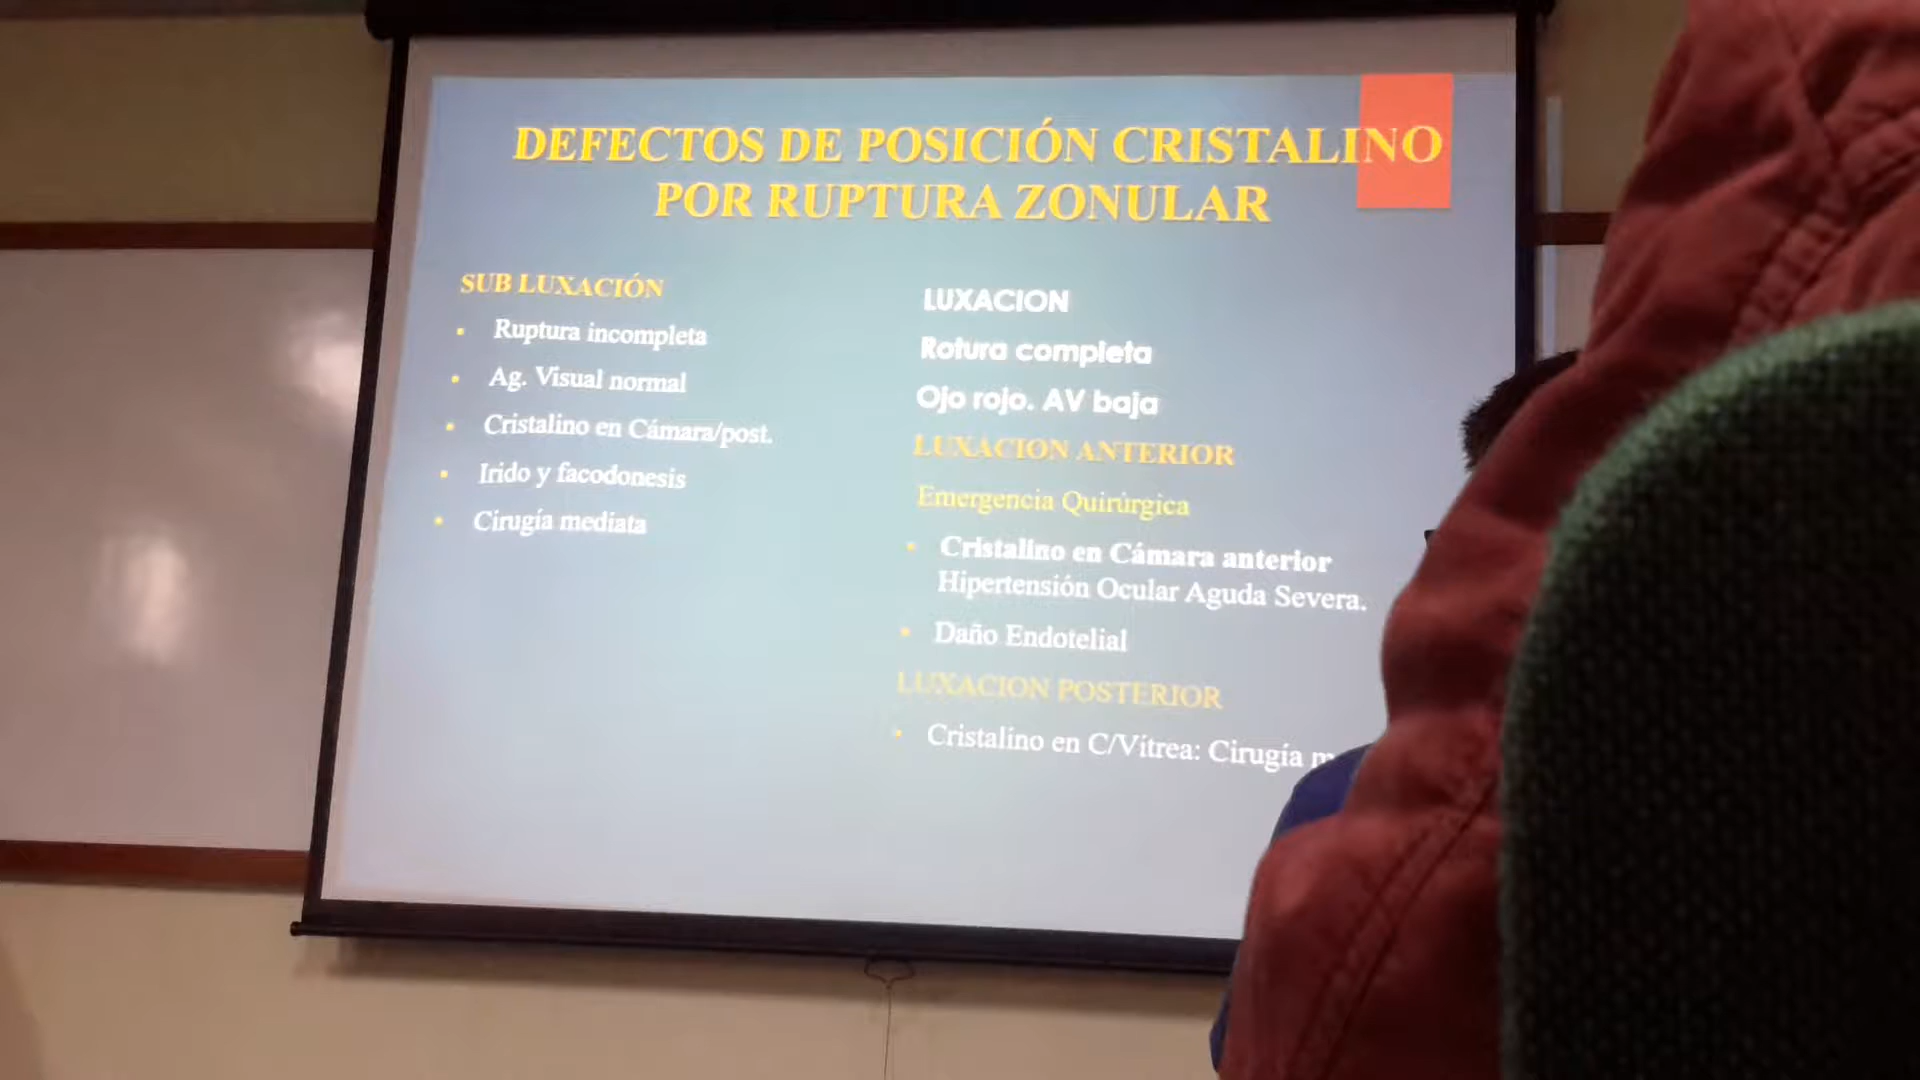 DEFECTOS DE POSICIÓN CRISTALINO
POR RUPTURA ZONULAR
SUB LUXACIÓN
• Ruptura incompleta
• Ag. Visual normal
• Cristalino en Cámara/post.
• Irido y facodonesis
• Cirugía mediata
LUXACION
Rotura completa
Ojo rojo. AV baja
LUXACION ANTERIOR
Emergencia Quirúrgica
• Cristalino en Cámara anterior
Hipertensión Ocular Aguda Severa.
• Daño Endotelial
LUXACION POSTERIOR
• Cristalino en C/Vítrea: Cirugía